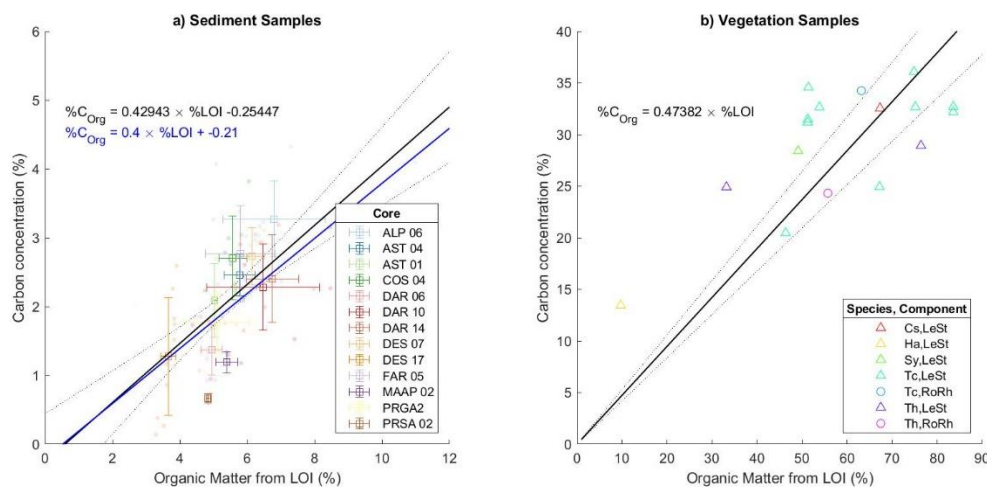 a) Sediment Samples
6
5
4
3
2
1
0
Carbon concentration (%)
%C_Org = 0.42943 × %LOI -0.25447
%C_Org = 0.4 × %LOI + -0.21
Core
ALP 06
AST 04
AST 01
COS 04
DAR 06
DAR 10
DAR 14
DES 07
DES 17
FAR 05
MAAP 02
PRGA2
PRSA 02
0 2 4 6 8 10 12
Organic Matter from LOI (%)
b) Vegetation Samples
40
35
30
25
20
15
10
5
0
Carbon concentration (%)
%C_Org = 0.47382 × %LOI
Species, Component
Cs,LeSt
Ha,LeSt
Sy,LeSt
Tc,LeSt
Tc,RoRh
Th,LeSt
Th,RoRh
0 10 20 30 40 50 60 70 80 90
Organic Matter from LOI (%)